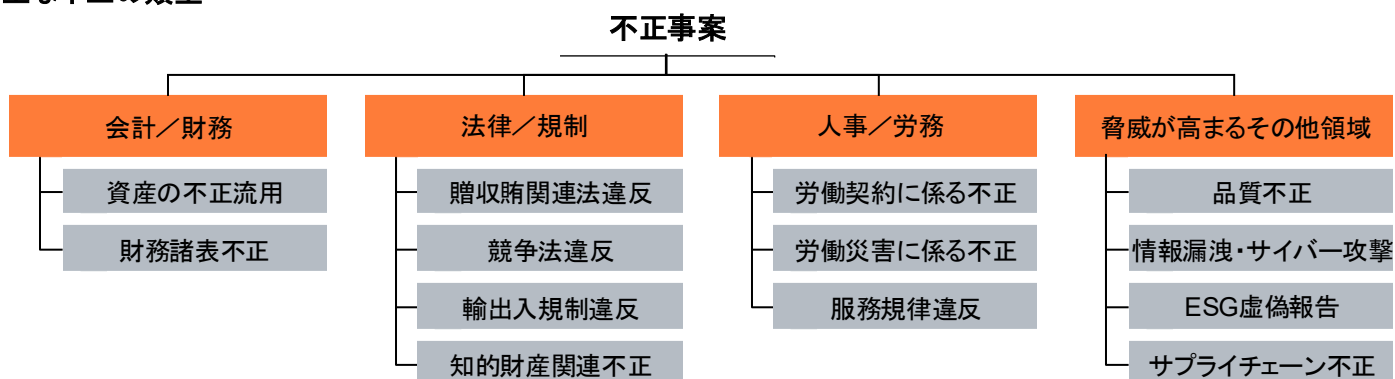 不正事案
会計／財務
資産の不正流用
財務諸表不正
法律／規制
贈収賄関連法違反
競争法違反
輸出入規制違反
知的財産関連不正
人事／労務
労働契約に係る不正
労働災害に係る不正
服務規律違反
脅威が高まるその他領域
品質不正
情報漏洩・サイバー攻撃
ESG虚偽報告
サプライチェーン不正